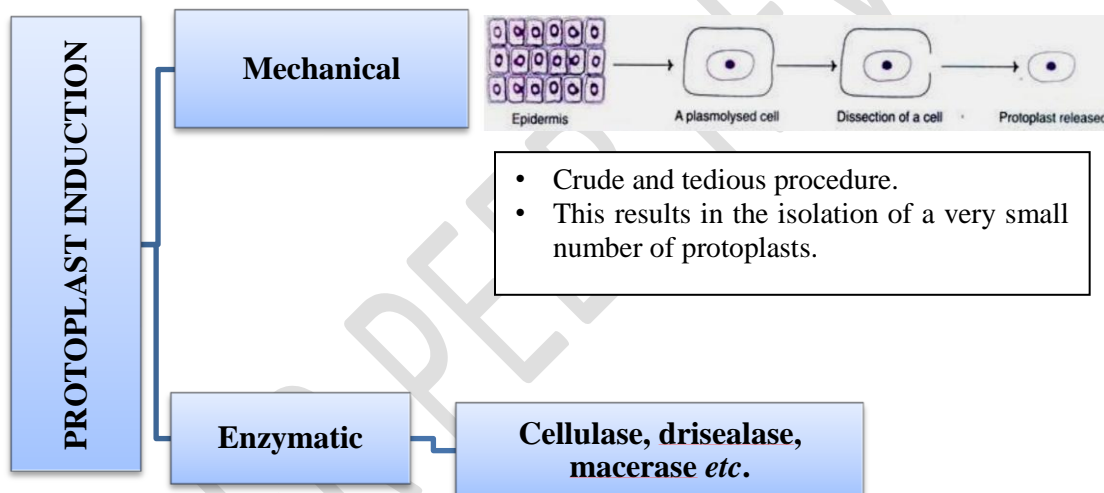 PROTOPLAST INDUCTION
Mechanical
Epidermis
A plasmolysed cell
Dissection of a cell
Protoplast released
• Crude and tedious procedure.
• This results in the isolation of a very small
number of protoplasts.
Enzymatic
Cellulase, drisealase,
macerase etc.